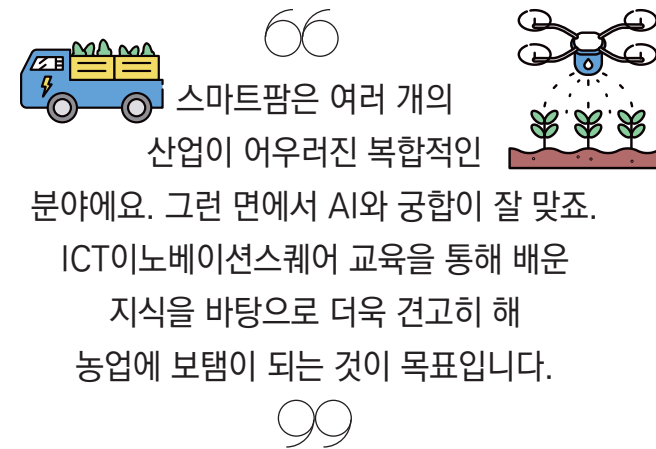 스마트팜은 여러 개의
산업이 어우러진 복합적인
분야에요. 그런 면에서 AI와 궁합이 잘 맞죠.
ICT이노베이션스퀘어 교육을 통해 배운
지식을 바탕으로 더욱 견고히 해
농업에 보탬이 되는 것이 목표입니다.